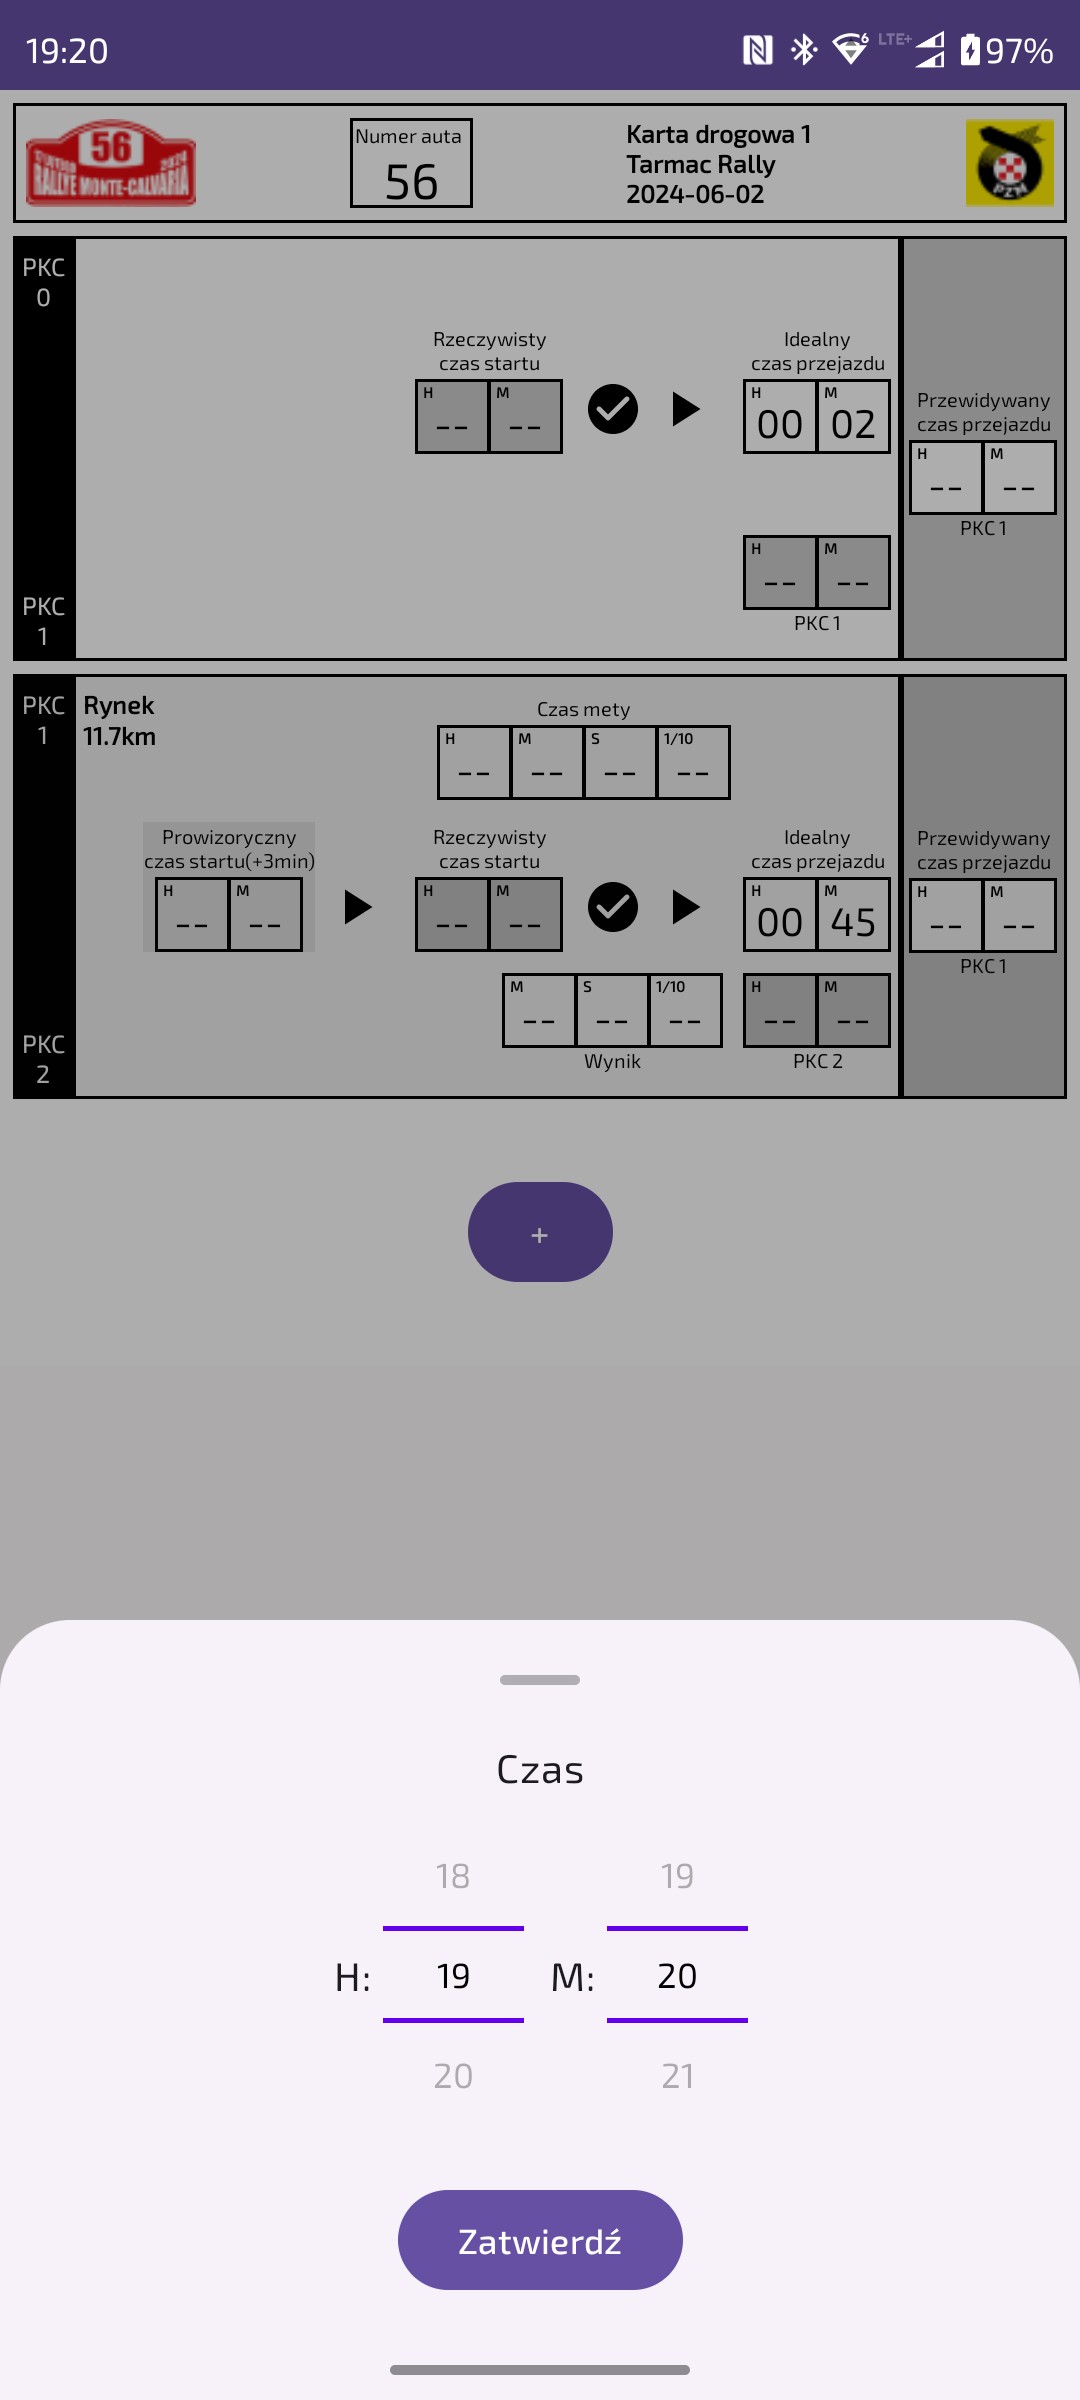 19:20
6
LTE+
97%
56
RALLYE MONTE-CALVARIA
Numer auta
56
Karta drogowa 1
Tarmac Rally
2024-06-02
PZM
PKC
0
Rzeczywisty
czas startu
H
M
--
--
Idealny
czas przejazdu
H
M
00
02
Przewidywany
czas przejazdu
H
M
--
--
PKC 1
H
M
--
--
PKC 1
PKC
1
PKC
1
Rynek
11.7km
Czas mety
H
M
S
1/10
--
--
--
--
Prowizoryczny
czas startu(+3min)
H
M
--
--
Rzeczywisty
czas startu
H
M
--
--
Idealny
czas przejazdu
H
M
00
45
Przewidywany
czas przejazdu
H
M
--
--
PKC 1
M
S
1/10
--
--
--
Wynik
H
M
--
--
PKC 2
PKC
2
+
Czas
18
19
H:
19
M:
20
20
21
Zatwierdź